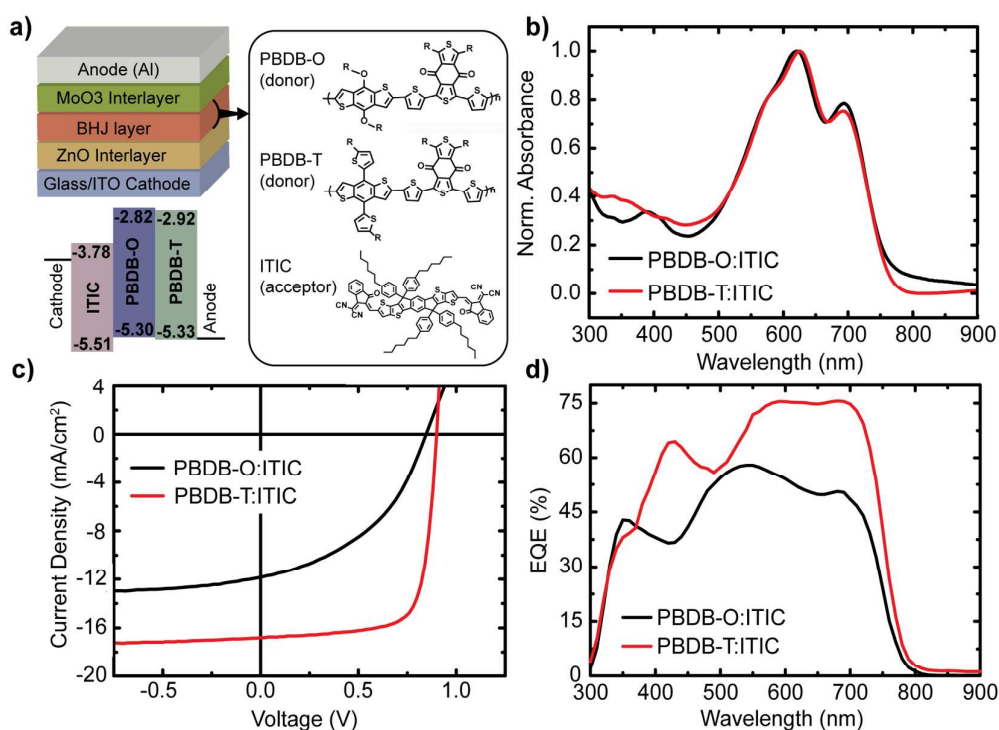 a)
Anode (Al)
MoO3 Interlayer
BHJ layer
ZnO Interlayer
Glass/ITO Cathode
-2.82
-2.92
-3.78
Cathode
ITIC
PBDB-O
PBDB-T
Anode
-5.30
-5.33
-5.51
PBDB-O
(donor)
R
O
R
S
R
O
O
S
S
S
S
S
O
R
n
PBDB-T
(donor)
R
S
R
S
R
O
O
S
S
S
S
S
S
R
n
ITIC
(acceptor)
NC
CN
O
S
S
S
S
O
CN
CN
b)
Norm. Absorbance
1.0
0.8
0.6
0.4
0.2
0.0
PBDB-O:ITIC
PBDB-T:ITIC
300 400 500 600 700 800 900
Wavelength (nm)
c)
Current Density (mA/cm²)
4
0
-4
-8
-12
-16
-20
PBDB-O:ITIC
PBDB-T:ITIC
-0.5 0.0 0.5 1.0
Voltage (V)
d)
EQE (%)
75
60
45
30
15
0
PBDB-O:ITIC
PBDB-T:ITIC
300 400 500 600 700 800 900
Wavelength (nm)